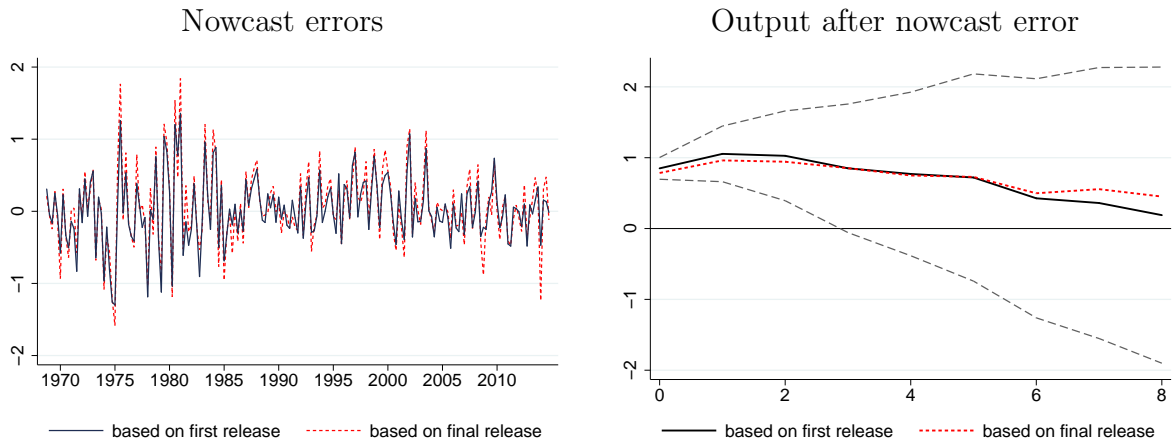 Nowcast errors
2
1
0
-1
-2
1970 1975 1980 1985 1990 1995 2000 2005 2010
based on first release based on final release
Output after nowcast error
2
1
0
-1
-2
0 2 4 6 8
based on first release based on final release